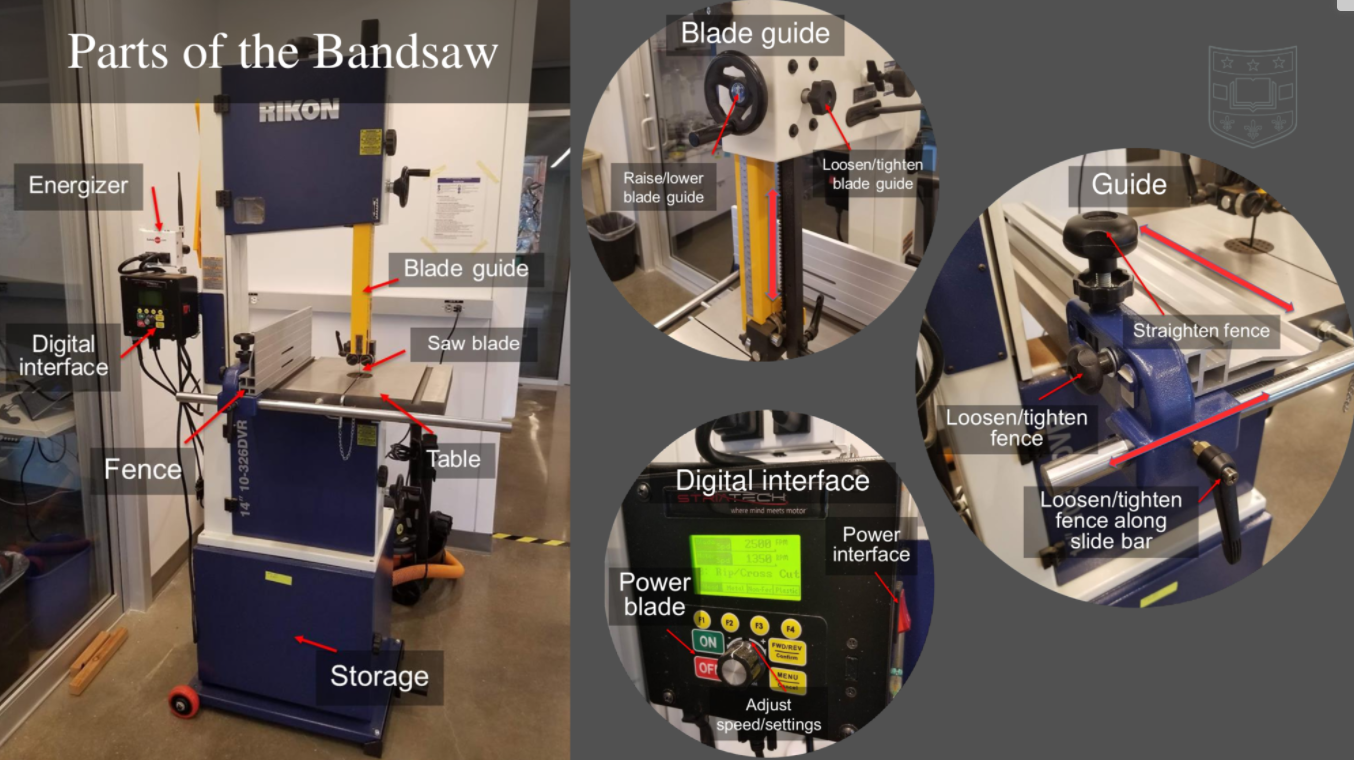 Parts of the Bandsaw
RIKON
Energizer
Blade guide
Digital
interface
Saw blade
Fence
Table
14" 10-326DVR
Storage
Blade guide
Raise/lower
blade guide
Loosen/tighten
blade guide
Guide
Straighten fence
Loosen/tighten
fence
Loosen/tighten
fence along
slide bar
Digital interface
STRIATECH
where mind meets motor
2500
1350
Rip/Cross Cut
Power
interface
Power
blade
F1 F2 F3 F4
ON
OFF
FWD/REV
Confirm
MENU
Adjust
speed/settings